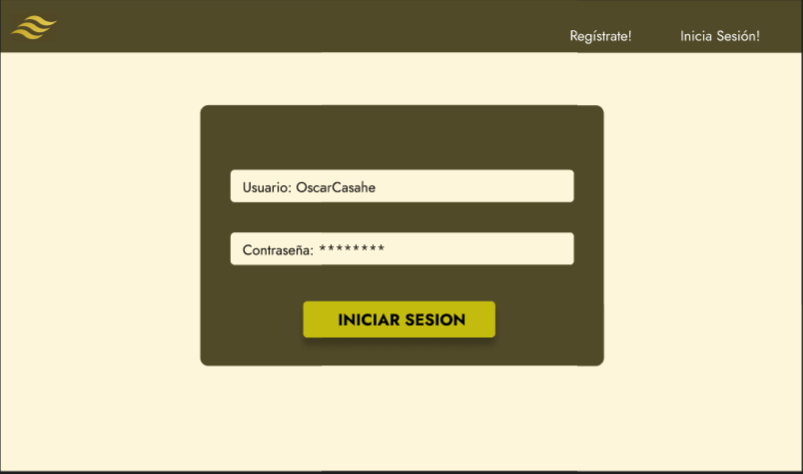 Regístrate!
Inicia Sesión!
Usuario: OscarCasahe
Contraseña: ********
INICIAR SESION